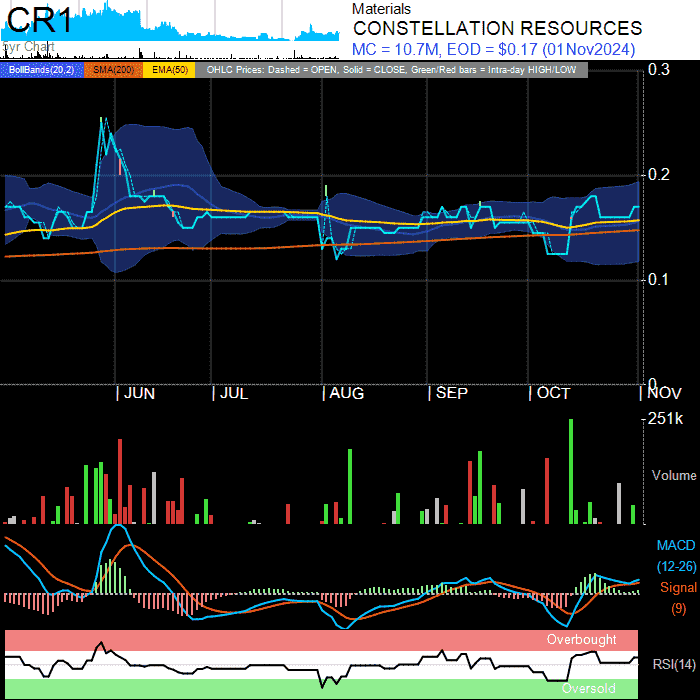 CR1
5yr Chart
Materials
CONSTELLATION RESOURCES
MC = 10.7M, EOD = $0.17 (01Nov2024)
BollBands(20,2) SMA(200) EMA(50) OHLC Prices: Dashed = OPEN, Solid = CLOSE, Green/Red bars = Intra-day HIGH/LOW
0.3
0.2
0.1
0
JUN JUL AUG SEP OCT NOV
251k
Volume
MACD
(12-26)
Signal
(9)
Overbought
RSI(14)
Oversold